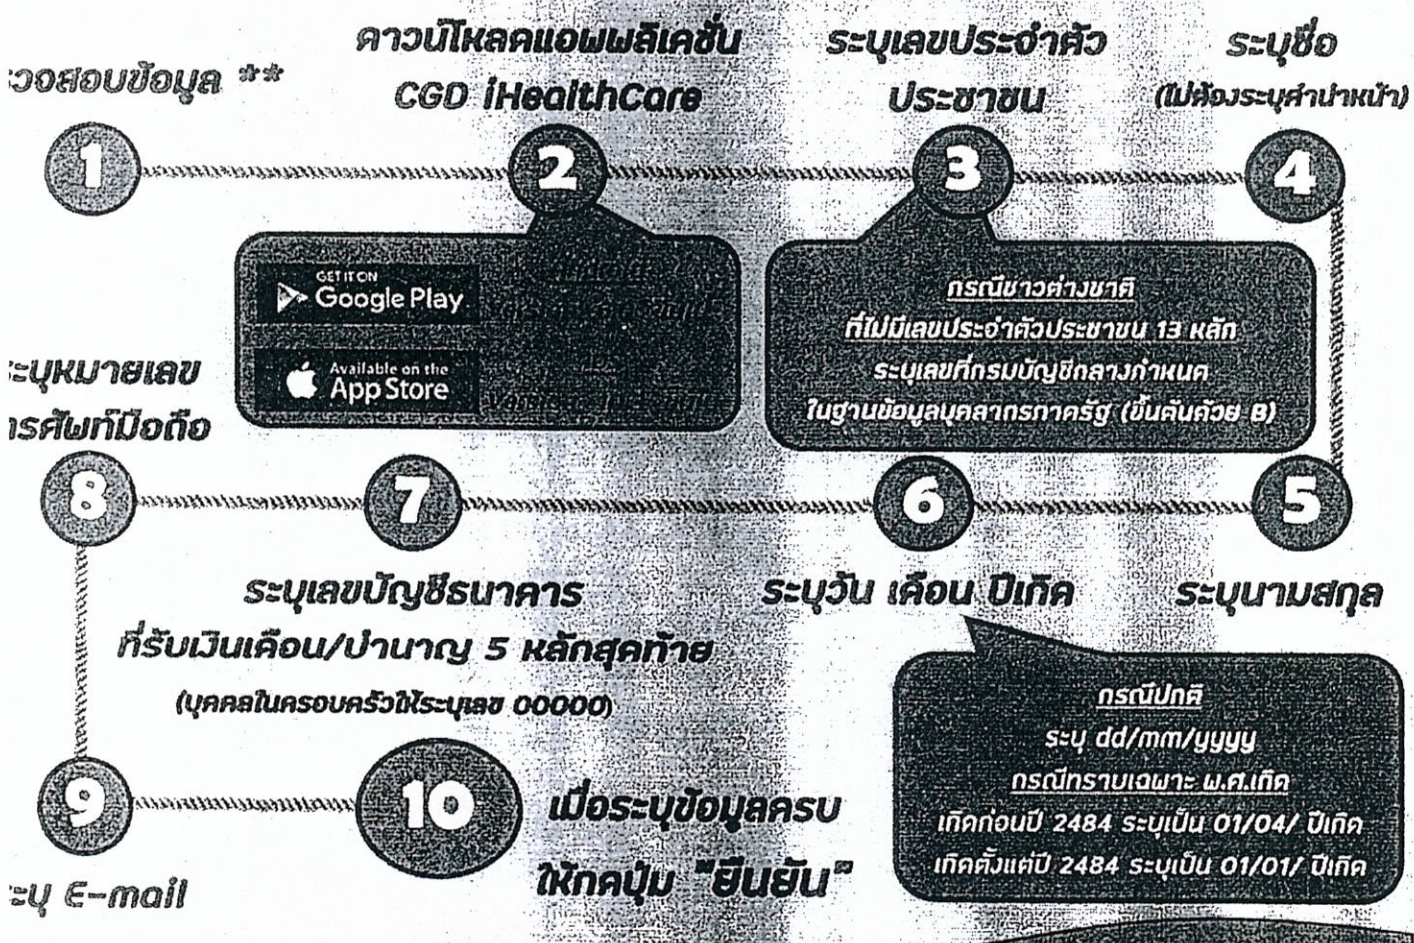 วจสอบข้อมูล **
ดาวน์โหลดแอพพลิเคชั่น
CGD iHealthCare
ระบุเลขประจำตัว
ประชาชน
ระบุชื่อ
(ไม่ต้องระบุคำนำหน้า)
1
2
3
4
GET IT ON
Google Play
Available on the
App Store
กรณีชาวต่างชาติ
ที่ไม่มีเลขประจำตัวประชาชน 13 หลัก
ระบุเลขที่กรมบัญชีกลางกำหนด
ในฐานข้อมูลบุคลากรภาครัฐ (ขึ้นต้นด้วย B)
ะบุหมายเลข
รศัพท์มือถือ
8
7
6
5
ระบุเลขบัญชีธนาคาร
ที่รับเงินเดือน/บำนาญ 5 หลักสุดท้าย
(บุคคลในครอบครัวให้ระบุเลข 00000)
ระบุวัน เดือน ปีเกิด
ระบุนามสกุล
กรณีปกติ
ระบุ dd/mm/yyyy
กรณีทราบเฉพาะ พ.ศ.เกิด
เกิดก่อนปี 2484 ระบุเป็น 01/04/ ปีเกิด
เกิดตั้งแต่ปี 2484 ระบุเป็น 01/01/ ปีเกิด
9
10
เมื่อระบุข้อมูลครบ
ให้กดปุ่ม "ยืนยัน"
ะบุ E-mail